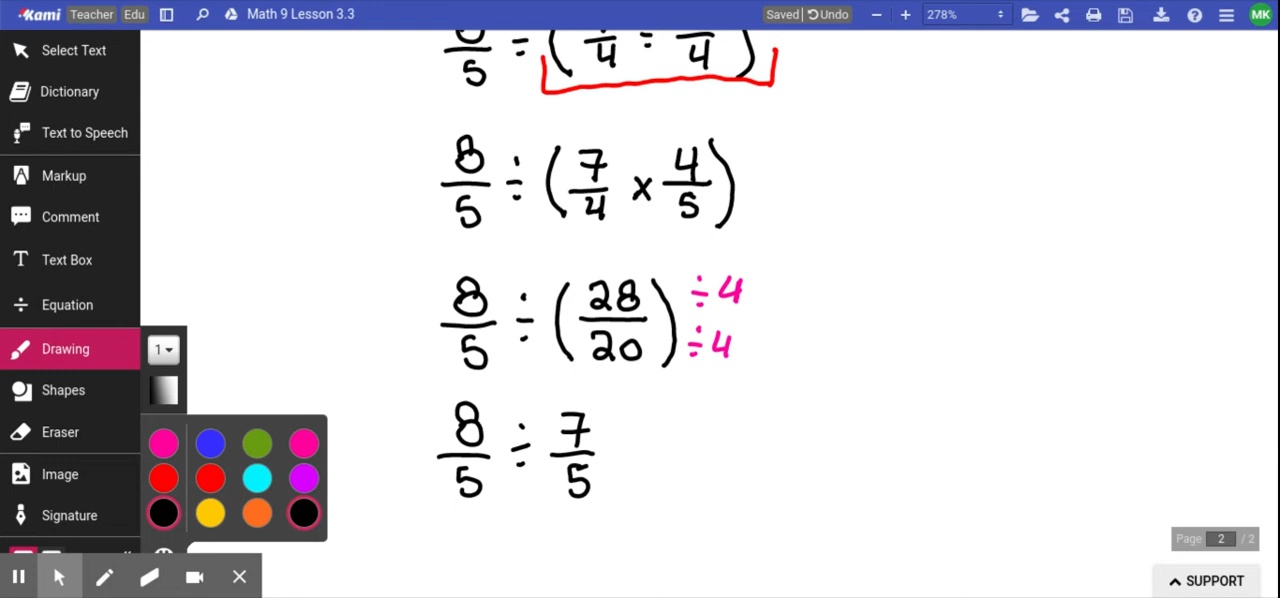 Kami Teacher Edu Math 9 Lesson 3.3 Saved Undo − + 278% MK
Select Text
Dictionary
Text to Speech
Markup
Comment
Text Box
Equation
Drawing
Shapes
Eraser
Image
Signature
1
8/5 ÷ (7/4 × 4/5)
8/5 ÷ (28/20) ÷4 ÷4
8/5 ÷ 7/5
Page 2 / 2
SUPPORT